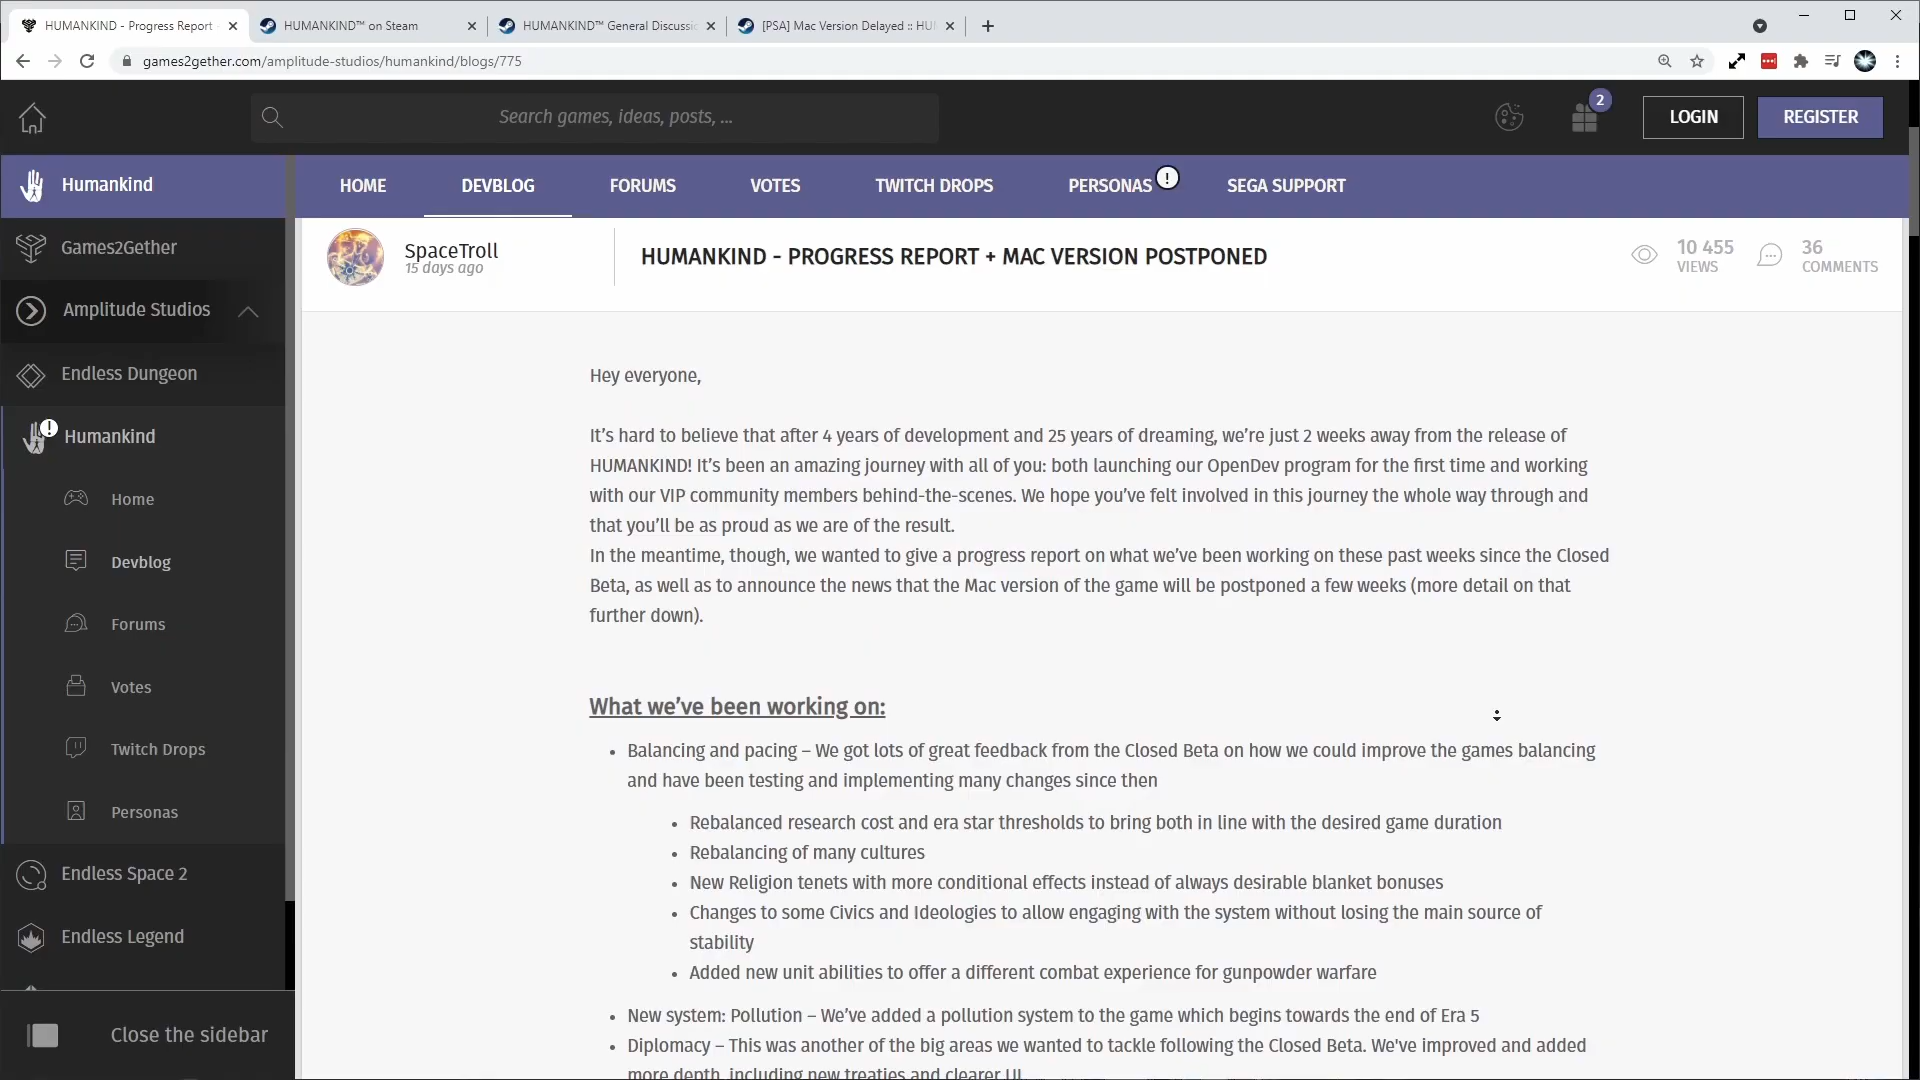 HUMANKIND - Progress Report
HUMANKIND™ on Steam
HUMANKIND™ General Discussic
[PSA] Mac Version Delayed :: HUM
games2gether.com/amplitude-studios/humankind/blogs/775
Search games, ideas, posts, ...
2
LOGIN
REGISTER
Humankind
HOME
DEVBLOG
FORUMS
VOTES
TWITCH DROPS
PERSONAS
!
SEGA SUPPORT
Games2Gether
Amplitude Studios
Endless Dungeon
!
Humankind
Home
Devblog
Forums
Votes
Twitch Drops
Personas
Endless Space 2
Endless Legend
Close the sidebar
SpaceTroll
15 days ago
HUMANKIND - PROGRESS REPORT + MAC VERSION POSTPONED
10 455
VIEWS
36
COMMENTS
Hey everyone,
It's hard to believe that after 4 years of development and 25 years of dreaming, we're just 2 weeks away from the release of
HUMANKIND! It's been an amazing journey with all of you: both launching our OpenDev program for the first time and working
with our VIP community members behind-the-scenes. We hope you've felt involved in this journey the whole way through and
that you'll be as proud as we are of the result.
In the meantime, though, we wanted to give a progress report on what we've been working on these past weeks since the Closed
Beta, as well as to announce the news that the Mac version of the game will be postponed a few weeks (more detail on that
further down).
What we've been working on:
• Balancing and pacing – We got lots of great feedback from the Closed Beta on how we could improve the games balancing
and have been testing and implementing many changes since then
• Rebalanced research cost and era star thresholds to bring both in line with the desired game duration
• Rebalancing of many cultures
• New Religion tenets with more conditional effects instead of always desirable blanket bonuses
• Changes to some Civics and Ideologies to allow engaging with the system without losing the main source of
stability
• Added new unit abilities to offer a different combat experience for gunpowder warfare
• New system: Pollution – We've added a pollution system to the game which begins towards the end of Era 5
• Diplomacy – This was another of the big areas we wanted to tackle following the Closed Beta. We've improved and added
more depth, including new treaties and clearer UI